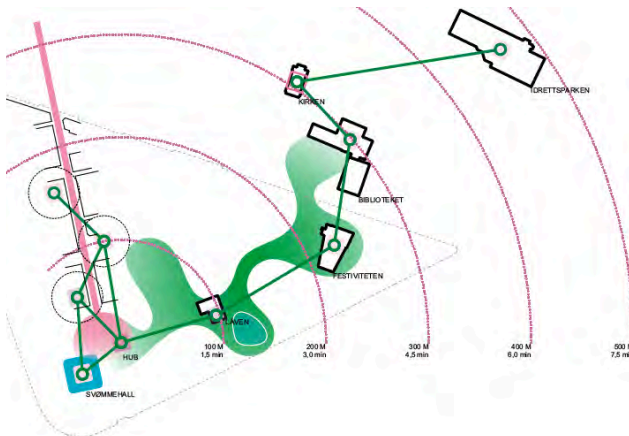 IDRETTSPARKEN
KIRKEN
BIBLIOTEKET
FESTIVITETEN
LÅVEN
HUB
100 M
1,5 min
200 M
3,0 min
300 M
4,5 min
400 M
6,0 min
500 M
7,5 min
SVØMMEHALL